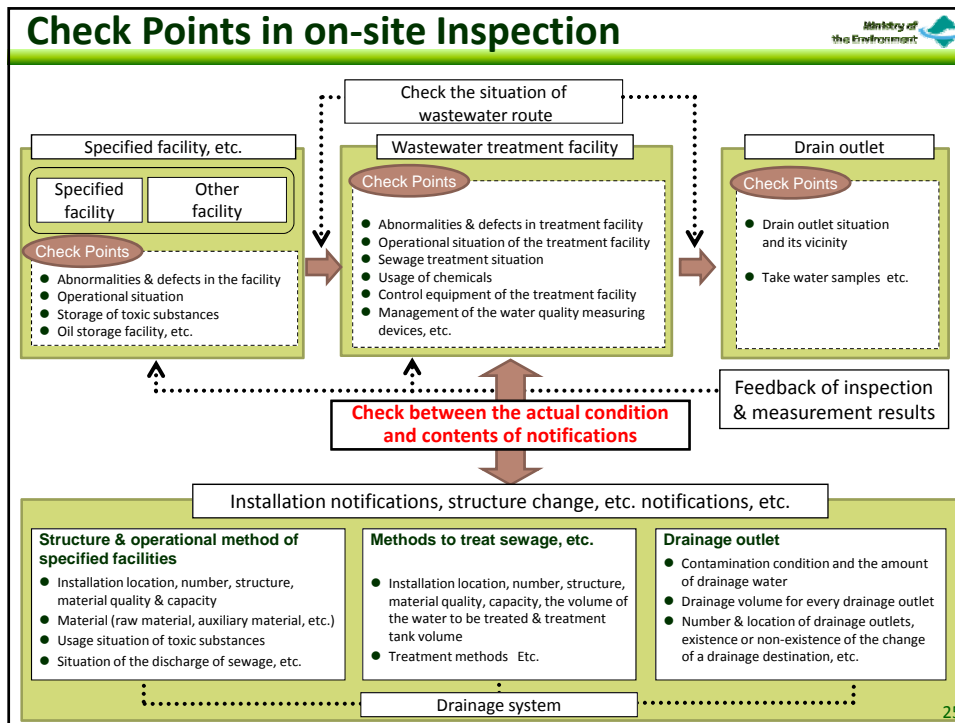 Check Points in on-site Inspection
Ministry of
the Environment
Check the situation of
wastewater route
Specified facility, etc.
Specified
facility
Other
facility
Check Points
● Abnormalities & defects in the facility
● Operational situation
● Storage of toxic substances
● Oil storage facility, etc.
Wastewater treatment facility
Check Points
● Abnormalities & defects in treatment facility
● Operational situation of the treatment facility
● Sewage treatment situation
● Usage of chemicals
● Control equipment of the treatment facility
● Management of the water quality measuring
devices, etc.
Drain outlet
Check Points
● Drain outlet situation
and its vicinity
● Take water samples etc.
Feedback of inspection
& measurement results
Check between the actual condition
and contents of notifications
Installation notifications, structure change, etc. notifications, etc.
Structure & operational method of
specified facilities
● Installation location, number, structure,
material quality & capacity
● Material (raw material, auxiliary material, etc.)
● Usage situation of toxic substances
● Situation of the discharge of sewage, etc.
Methods to treat sewage, etc.
● Installation location, number, structure,
material quality, capacity, the volume of
the water to be treated & treatment
tank volume
● Treatment methods Etc.
Drainage outlet
● Contamination condition and the amount
of drainage water
● Drainage volume for every drainage outlet
● Number & location of drainage outlets,
existence or non-existence of the change
of a drainage destination, etc.
Drainage system
25